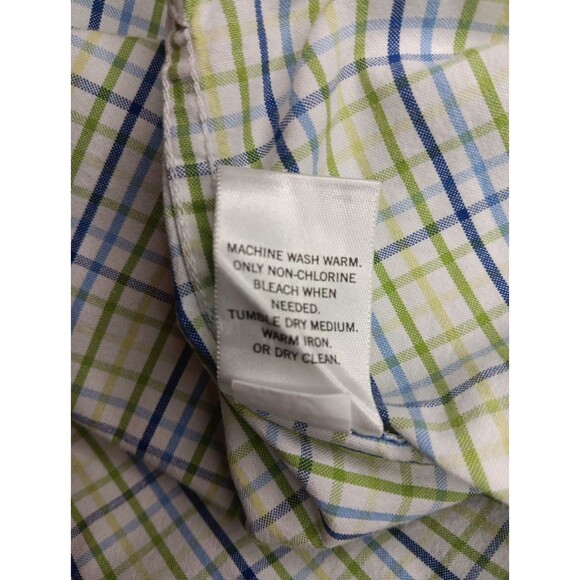 MACHINE WASH WARM.
ONLY NON-CHLORINE
BLEACH WHEN
NEEDED.
TUMBLE DRY MEDIUM.
WARM IRON.
OR DRY CLEAN.